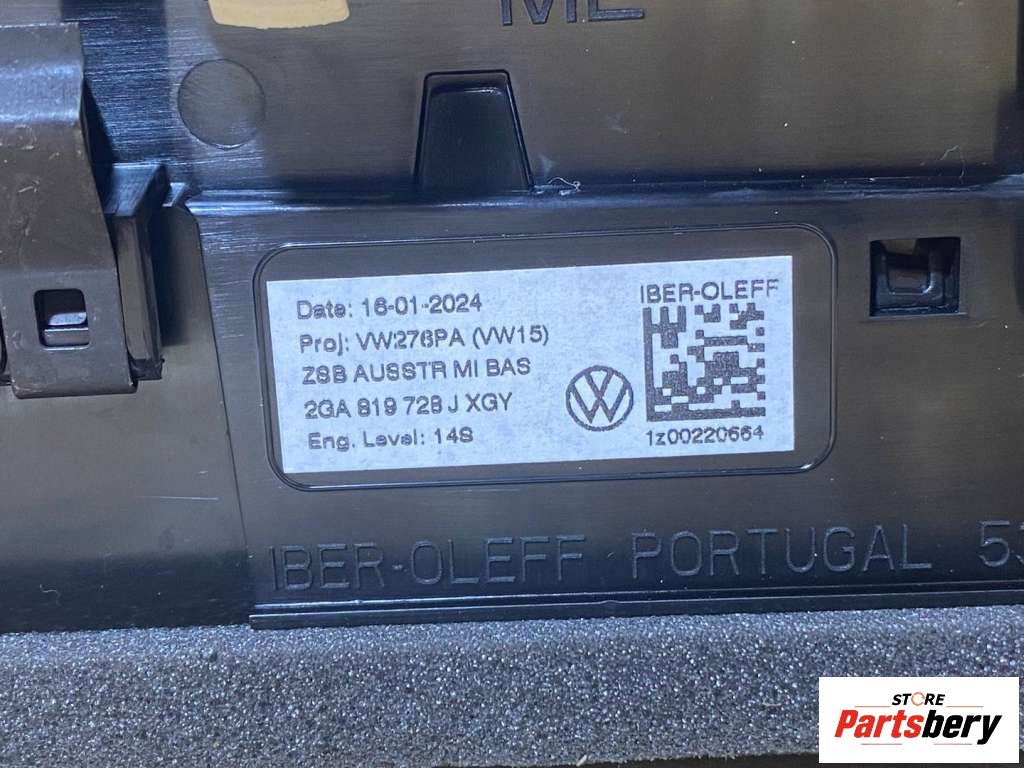 ML
Date: 16-01-2024
Proj: VW276PA (VW15)
ZSB AUSSTR MI BAS
2GA 819 728 J XGY
Eng. Level: 14S
IBER-OLEFF
1z00220664
IBER-OLEFF PORTUGAL
STORE
Partsbery